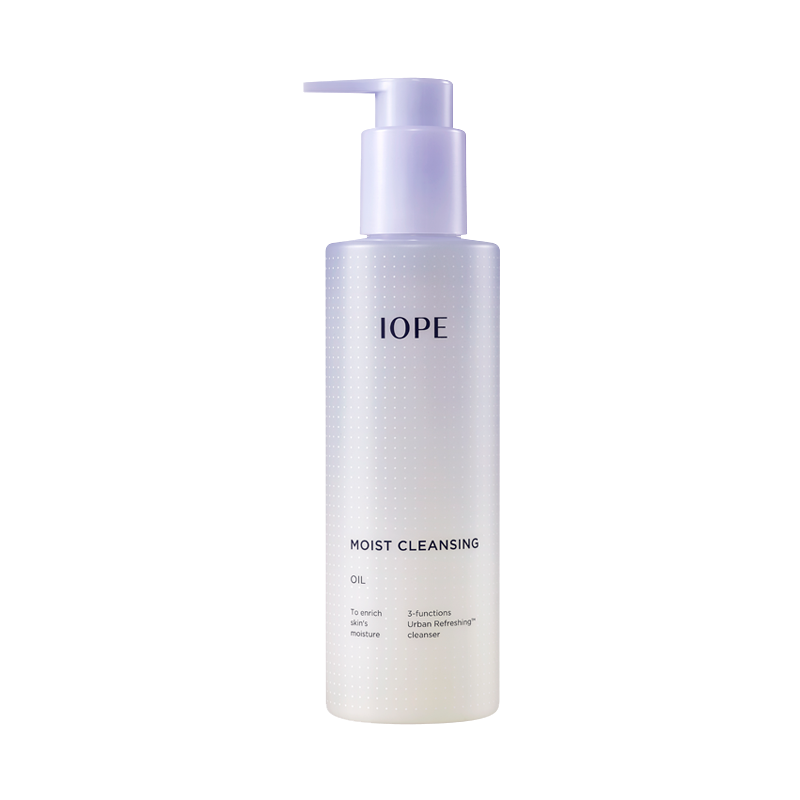 IOPE
MOIST CLEANSING
OIL
To enrich
skin's
moisture
3-functions
Urban Refreshing™
cleanser